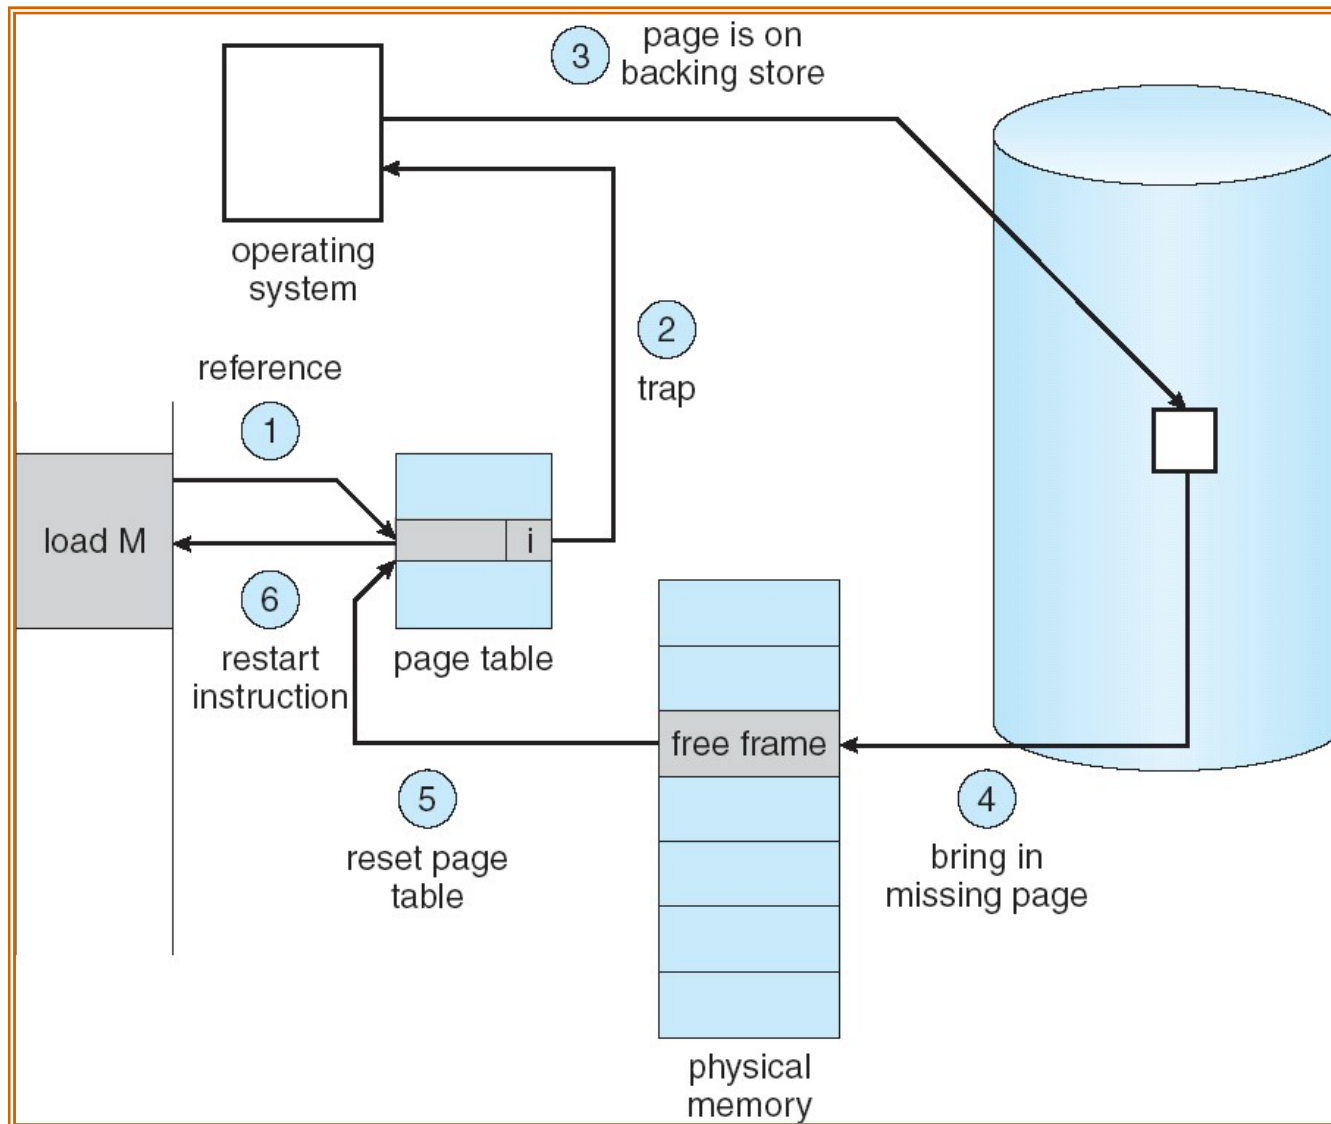 3
page is on
backing store
operating
system
2
trap
reference
1
load M
i
6
restart
instruction
page table
free frame
5
reset page
table
4
bring in
missing page
physical
memory